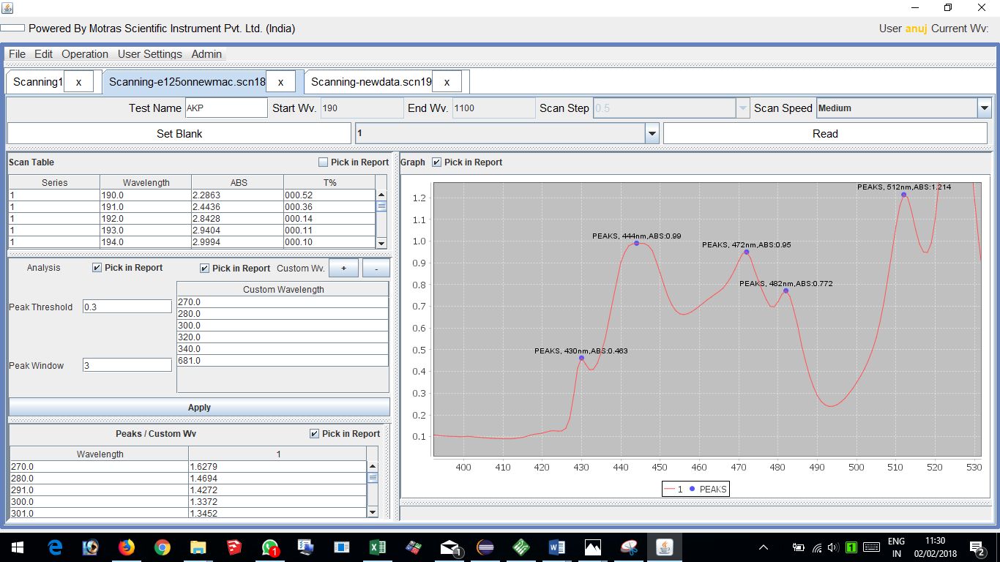 Powered By Motras Scientific Instrument Pvt. Ltd. (India) User anuj Current Wv:
File Edit Operation User Settings Admin
Scanning1 x Scanning-e125onnewmac.scn18 x Scanning-newdata.scn19 x
Test Name AKP Start Wv. 190 End Wv. 1100 Scan Step 0.5 Scan Speed Medium
Set Blank 1 Read
Scan Table Pick in Report
Series Wavelength ABS T%
1 190.0 2.2863 000.52
1 191.0 2.4436 000.36
1 192.0 2.8428 000.14
1 193.0 2.9404 000.11
1 194.0 2.9994 000.10
Analysis Pick in Report Pick in Report Custom Wv. + -
Peak Threshold 0.3
Peak Window 3
Custom Wavelength
270.0
280.0
300.0
320.0
340.0
681.0
Apply
Peaks / Custom Wv Pick in Report
Wavelength 1
270.0 1.6279
280.0 1.4694
291.0 1.4272
300.0 1.3372
301.0 1.3452
Graph Pick in Report
PEAKS, 512nm,ABS:1.214
PEAKS, 444nm,ABS:0.99
PEAKS, 472nm,ABS:0.95
PEAKS, 482nm,ABS:0.772
PEAKS, 430nm,ABS:0.463
1.2
1.1
1.0
0.9
0.8
0.7
0.6
0.5
0.4
0.3
0.2
0.1
400 410 420 430 440 450 460 470 480 490 500 510 520 530
1 PEAKS
1 1 1 ENG 11:30
IN 02/02/2018 2